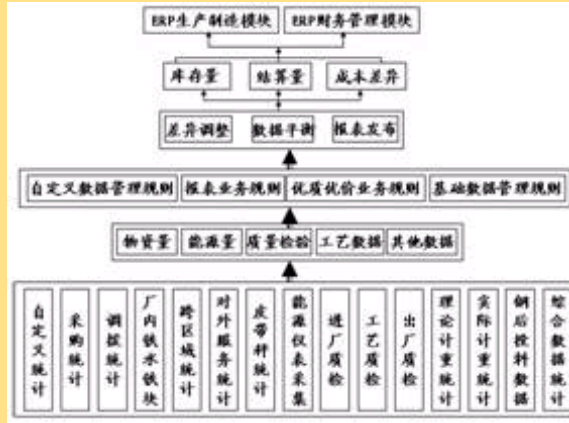 ERP生产制造模块 ERP财务管理模块
库存量 结算量 成本差异
差异调整 数据平衡 报表发布
自定义数据管理规则 报表业务规则 优质优价业务规则 基础数据管理规则
物资量 能源量 质量检验 工艺数据 其他数据
自定义统计
采购统计
调拨统计
厂内铁水铁块
跨区域统计
对外服务统计
皮带秤统计
能源仪表采集
进厂质检
工艺质检
出厂质检
理论计重统计
实际计重统计
钢后投料数据
综合数据统计